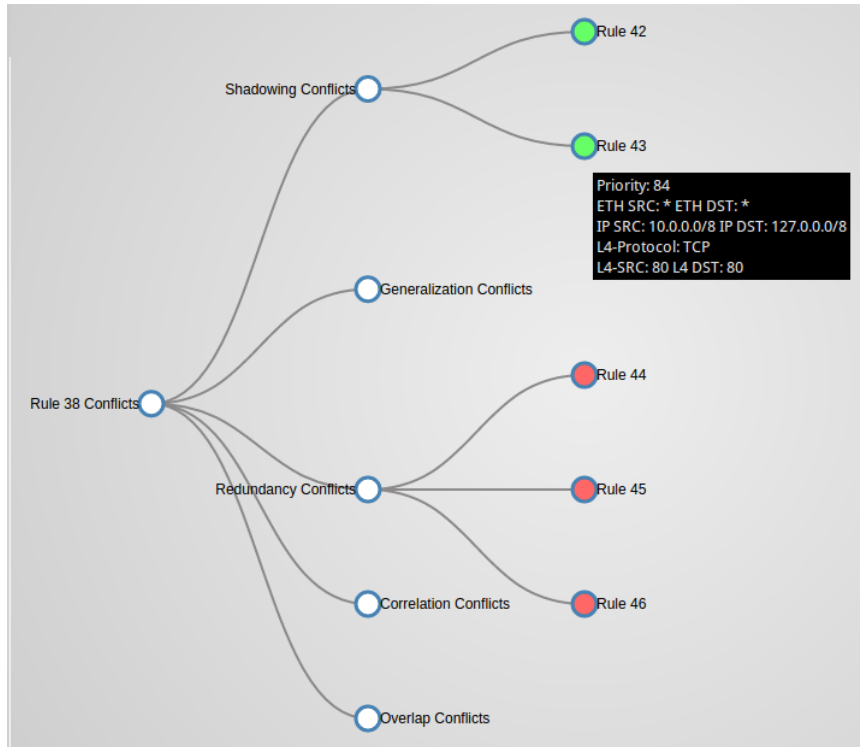 Rule 42
Shadowing Conflicts
Rule 43
Priority: 84
ETH SRC: * ETH DST: *
IP SRC: 10.0.0.0/8 IP DST: 127.0.0.0/8
L4-Protocol: TCP
L4-SRC: 80 L4 DST: 80
Generalization Conflicts
Rule 44
Rule 38 Conflicts
Redundancy Conflicts
Rule 45
Correlation Conflicts
Rule 46
Overlap Conflicts